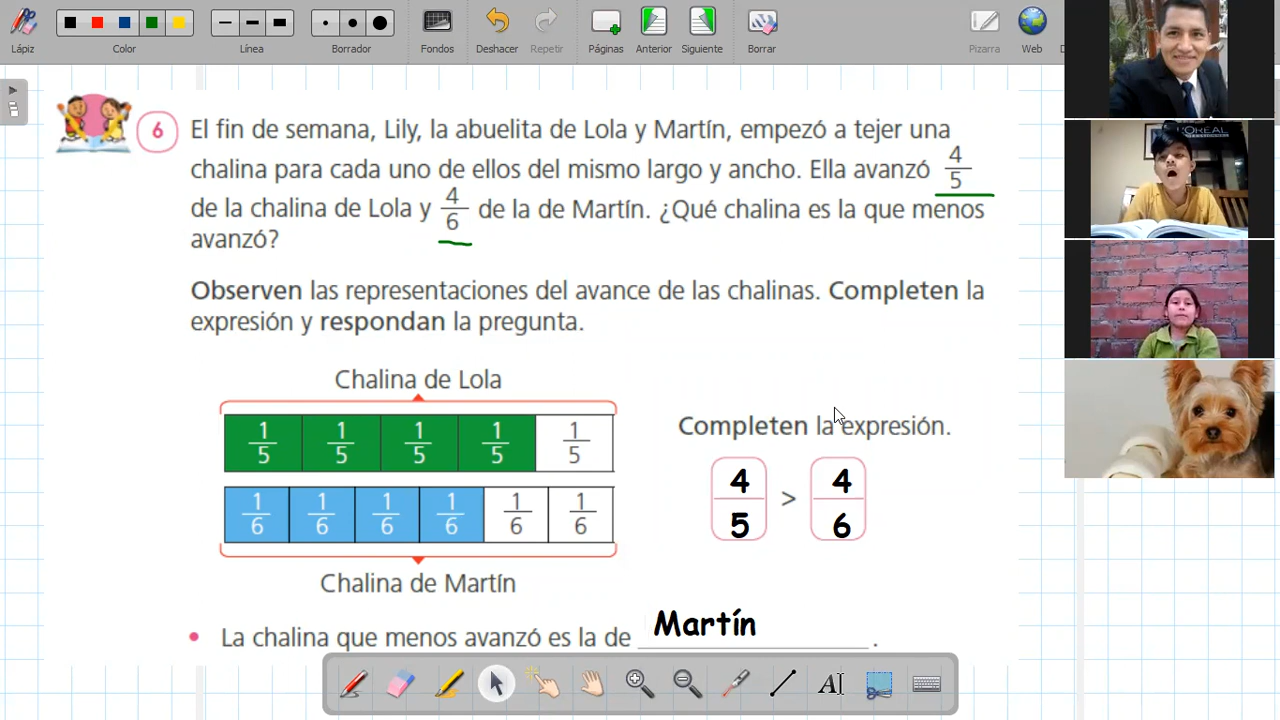 Lápiz Color Línea Borrador Fondos Deshacer Repetir Páginas Anterior Siguiente Borrar Pizarra Web
L'OREAL
PROFESSIONNEL
6 El fin de semana, Lily, la abuelita de Lola y Martín, empezó a tejer una
chalina para cada uno de ellos del mismo largo y ancho. Ella avanzó 4/5
de la chalina de Lola y 4/6 de la de Martín. ¿Qué chalina es la que menos
avanzó?
Observen las representaciones del avance de las chalinas. Completen la
expresión y respondan la pregunta.
Chalina de Lola
1/5 1/5 1/5 1/5 1/5
1/6 1/6 1/6 1/6 1/6 1/6
Chalina de Martín
Completen la expresión.
4/5 > 4/6
• La chalina que menos avanzó es la de Martín.
AI